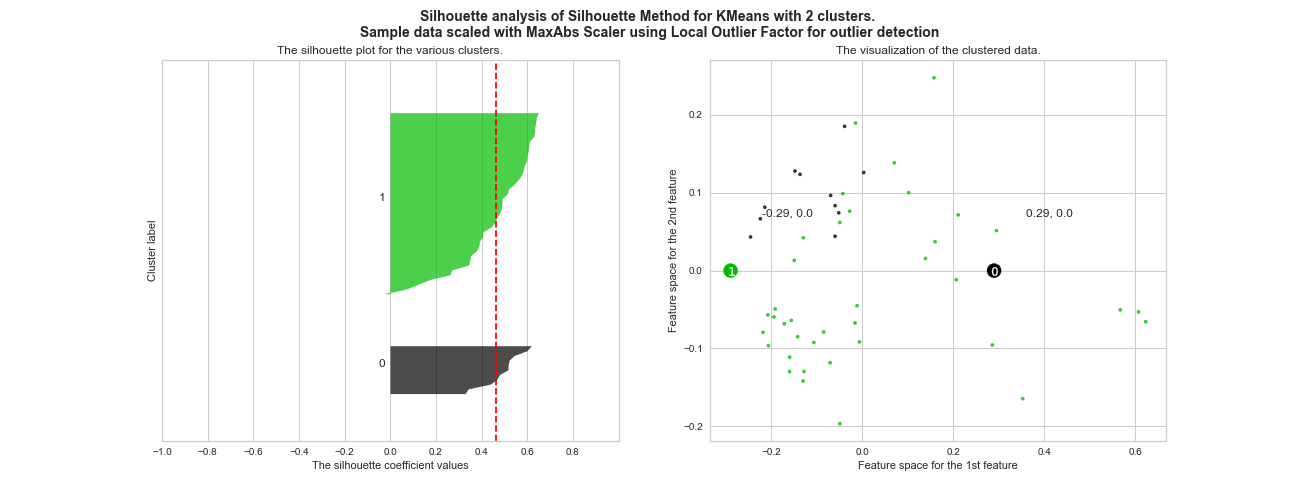 Silhouette analysis of Silhouette Method for KMeans with 2 clusters.
Sample data scaled with MaxAbs Scaler using Local Outlier Factor for outlier detection
The silhouette plot for the various clusters.
Cluster label
1
0
−1.0 −0.8 −0.6 −0.4 −0.2 0.0 0.2 0.4 0.6 0.8
The silhouette coefficient values
The visualization of the clustered data.
Feature space for the 2nd feature
0.2
0.1
0.0
−0.1
−0.2
-0.29, 0.0
0.29, 0.0
1
0
−0.2 0.0 0.2 0.4 0.6
Feature space for the 1st feature